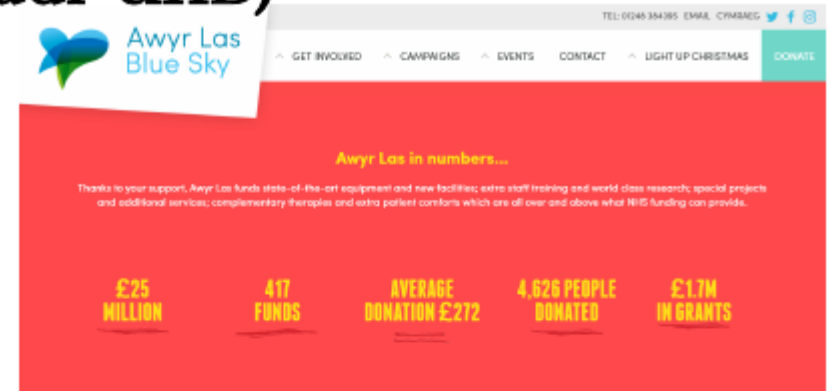 TEL: 01248 384395 EMAIL CYMRAEG
Awyr Las
Blue Sky
GET INVOLVED CAMPAIGNS EVENTS CONTACT LIGHT UP CHRISTMAS DONATE
Awyr Las in numbers...
Thanks to your support, Awyr Las funds state-of-the-art equipment and new facilities; extra staff training and world class research; special projects
and additional services; complementary therapies and extra patient comforts which are all over and above what NHS funding can provide.
£25 MILLION
417 FUNDS
AVERAGE DONATION £272
4,626 PEOPLE DONATED
£1.7M IN GRANTS